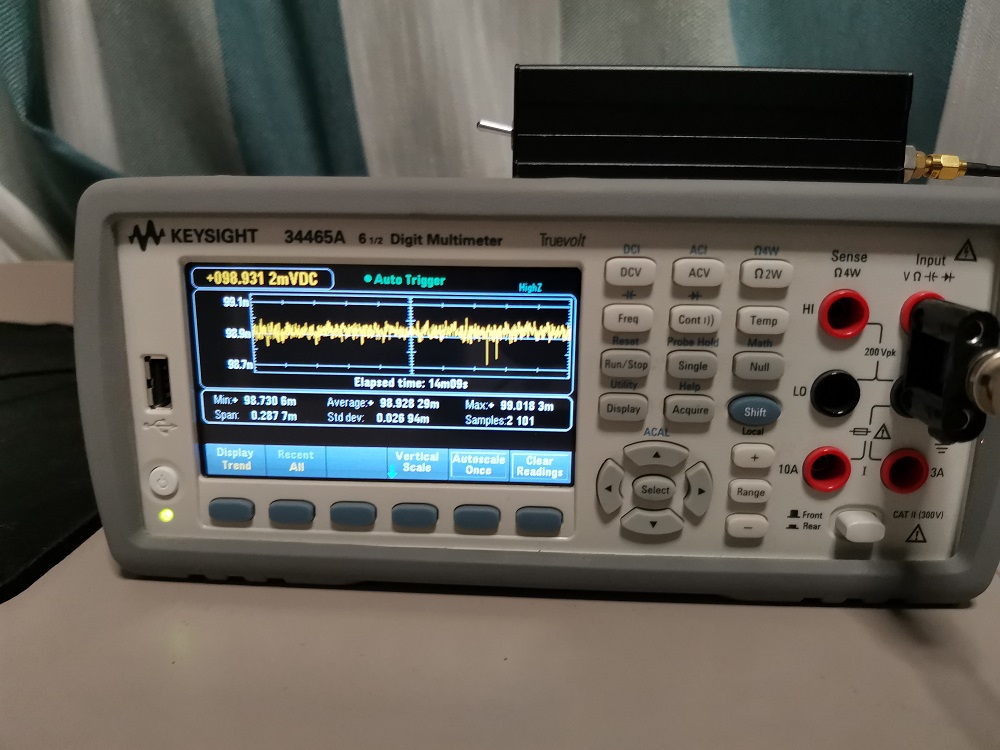 KEYSIGHT 34465A 6 1/2 Digit Multimeter Truevolt
+098.931 2mVDC Auto Trigger HighZ
99.1m
98.9m
98.7m
Elapsed time: 14m09s
Min:+ 98.730 6m Average:+ 98.928 29m Max:+ 99.018 3m
Span: 0.287 7m Std dev: 0.026 94m Samples:2 101
Display Trend
Recent All
Vertical Scale
Autoscale Once
Clear Readings
DCI ACI Ω4W
DCV ACV Ω2W
Freq Cont Temp
Reset Probe Hold Math
Run/Stop Single Null
Utility Help
Display Acquire Shift
Local
ACAL
Select
+
Range
−
Sense
Ω4W
Input
V Ω
HI
200 Vpk
LO
10A I 3A
Front
Rear
CAT II (300V)